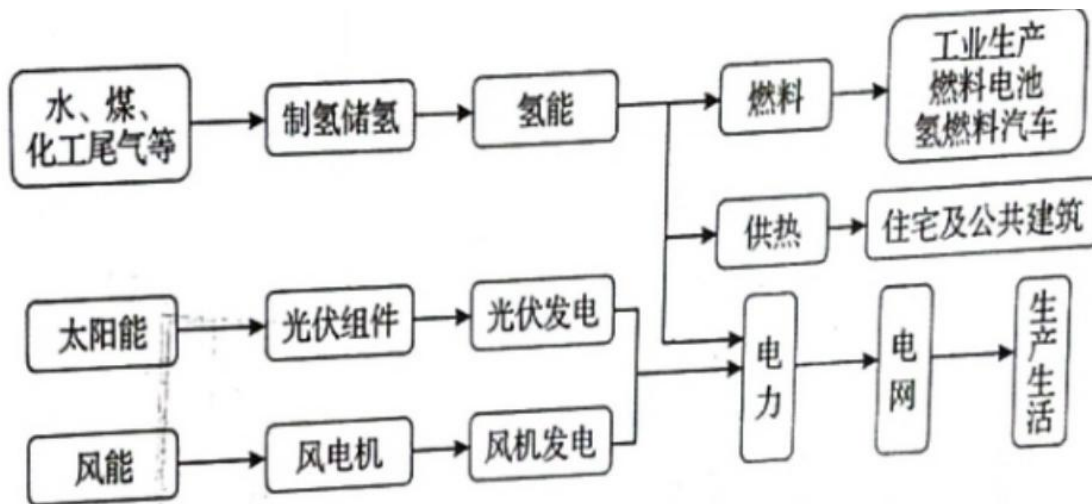 水、煤、
化工尾气等
制氢储氢
氢能
燃料
工业生产
燃料电池
氢燃料汽车
供热
住宅及公共建筑
太阳能
光伏组件
光伏发电
电力
电网
生产生活
风能
风电机
风机发电